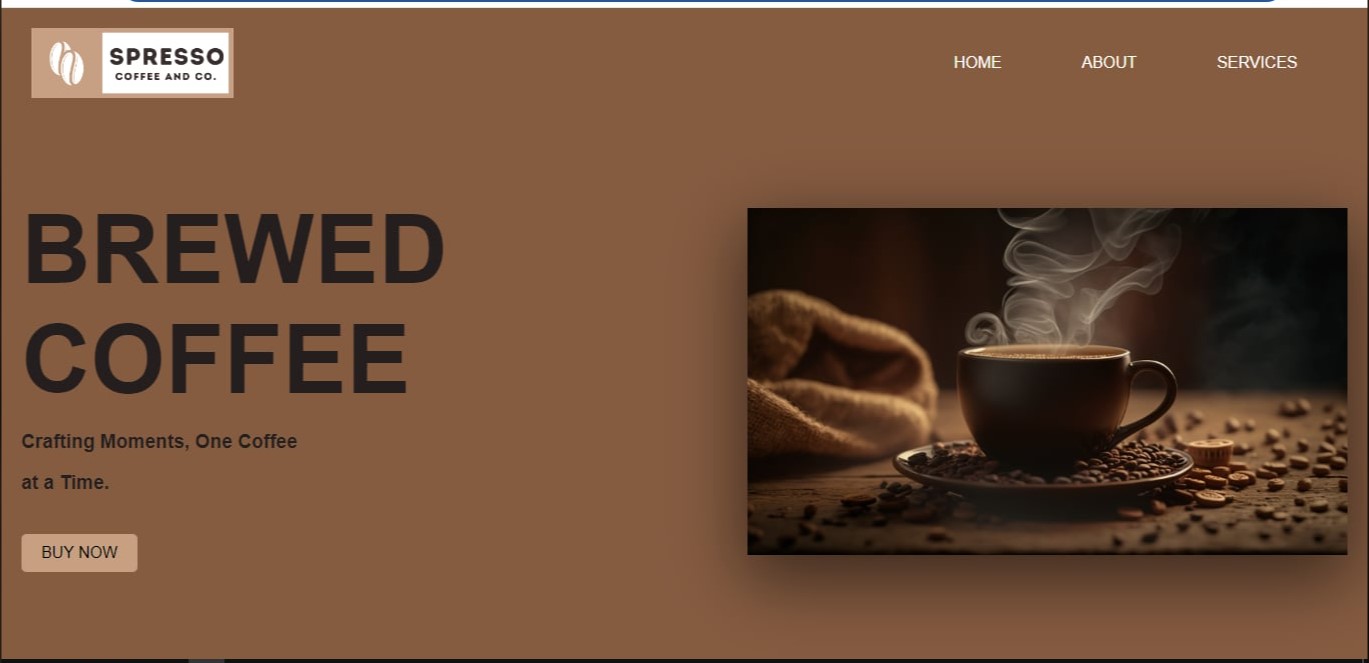 SPRESSO
COFFEE AND CO.
HOME ABOUT SERVICES
BREWED
COFFEE
Crafting Moments, One Coffee
at a Time.
BUY NOW